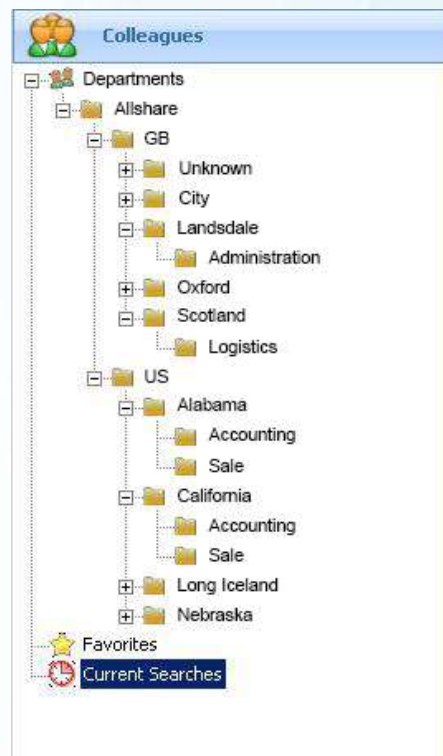 Colleagues
Departments
Allshare
GB
Unknown
City
Landsdale
Administration
Oxford
Scotland
Logistics
US
Alabama
Accounting
Sale
California
Accounting
Sale
Long Iceland
Nebraska
Favorites
Current Searches